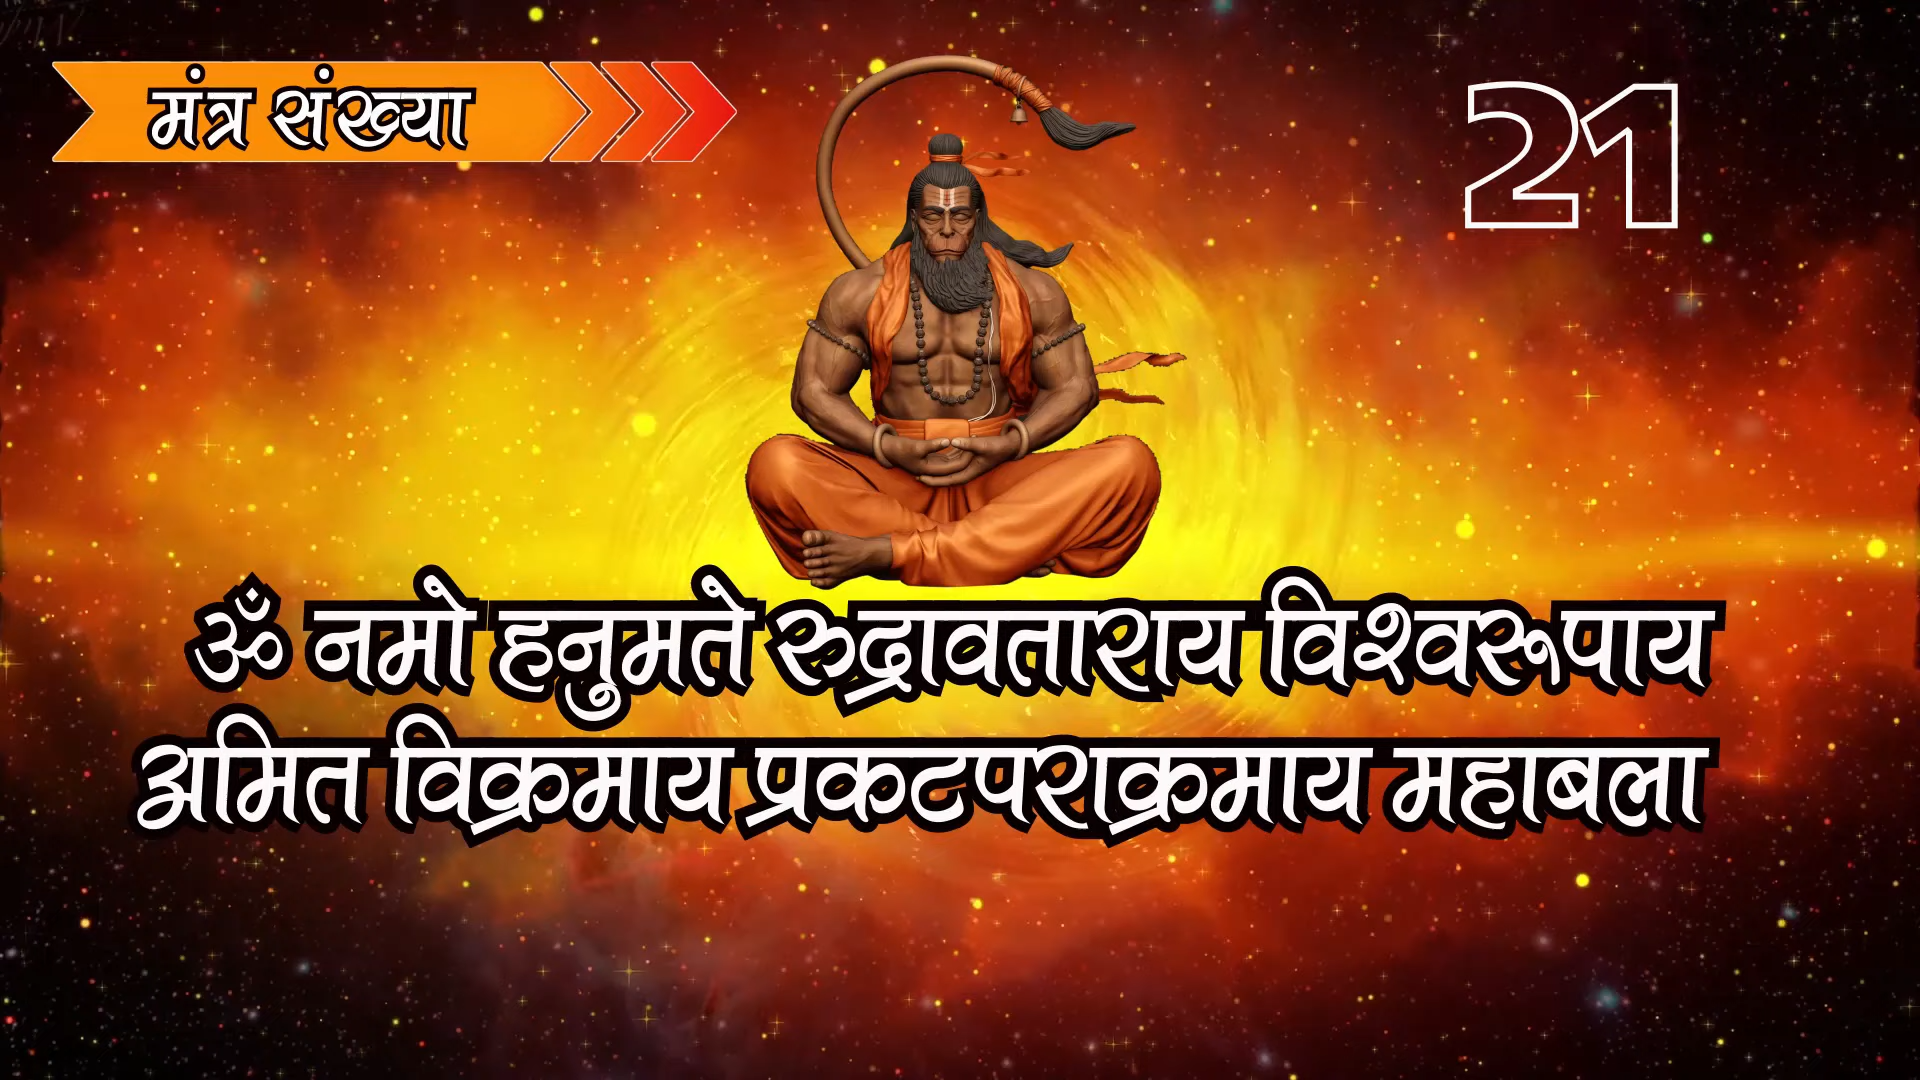 मंत्र संख्या
21
ॐ नमो हनुमते रुद्रावताराय विश्वरूपाय
अमित विक्रमाय प्रकटपराक्रमाय महाबला